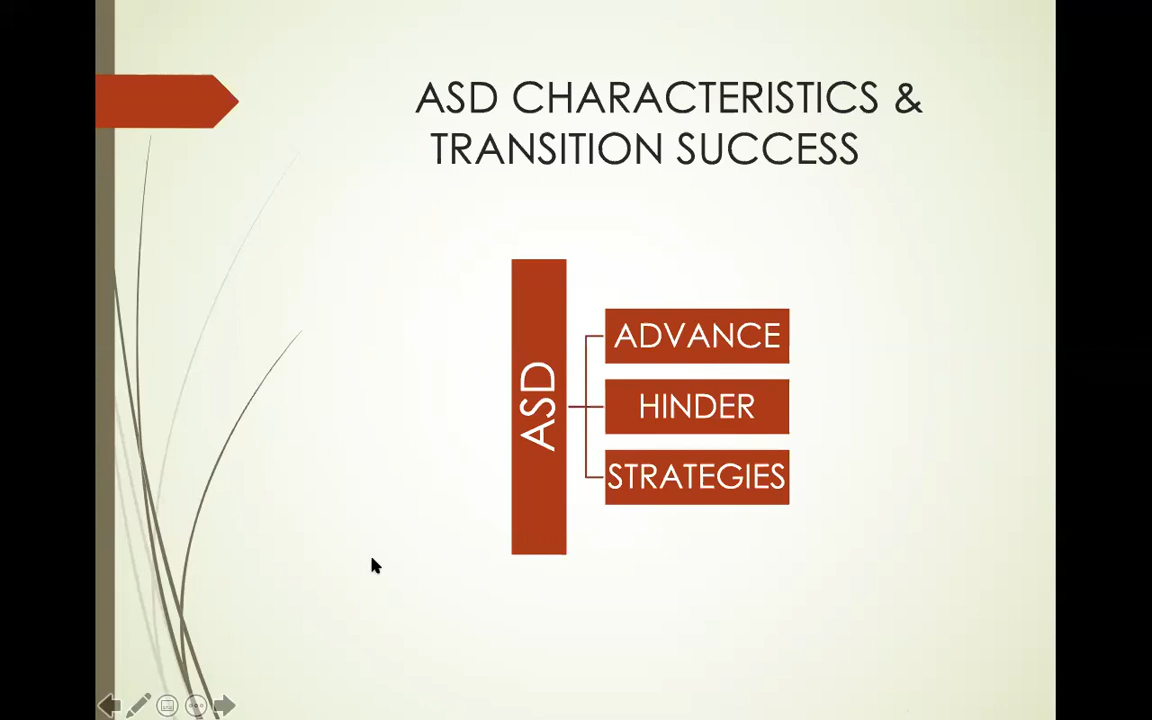 ASD CHARACTERISTICS &
TRANSITION SUCCESS
ASD
ADVANCE
HINDER
STRATEGIES